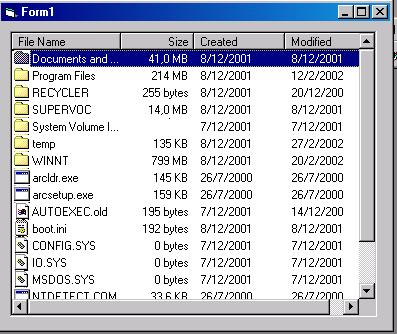 Form1
File Name Size Created Modified
Documents and ... 41,0 MB 8/12/2001 8/12/2001
Program Files 214 MB 8/12/2001 12/2/2002
RECYCLER 255 bytes 8/12/2001 20/12/200
SUPERVOC 14,0 MB 8/12/2001 8/12/2001
System Volume I... 7/12/2001 7/12/2001
temp 135 KB 8/12/2001 27/2/2002
WINNT 799 MB 8/12/2001 20/2/2002
arcldr.exe 145 KB 26/7/2000 26/7/2000
arcsetup.exe 159 KB 26/7/2000 26/7/2000
AUTOEXEC.old 195 bytes 7/12/2001 14/12/200
boot.ini 192 bytes 8/12/2001 8/12/2001
CONFIG.SYS 0 bytes 7/12/2001 7/12/2001
IO.SYS 0 bytes 7/12/2001 7/12/2001
MSDOS.SYS 0 bytes 7/12/2001 7/12/2001
NTDETECT.COM 33,6 KB 26/7/2000 26/7/2000